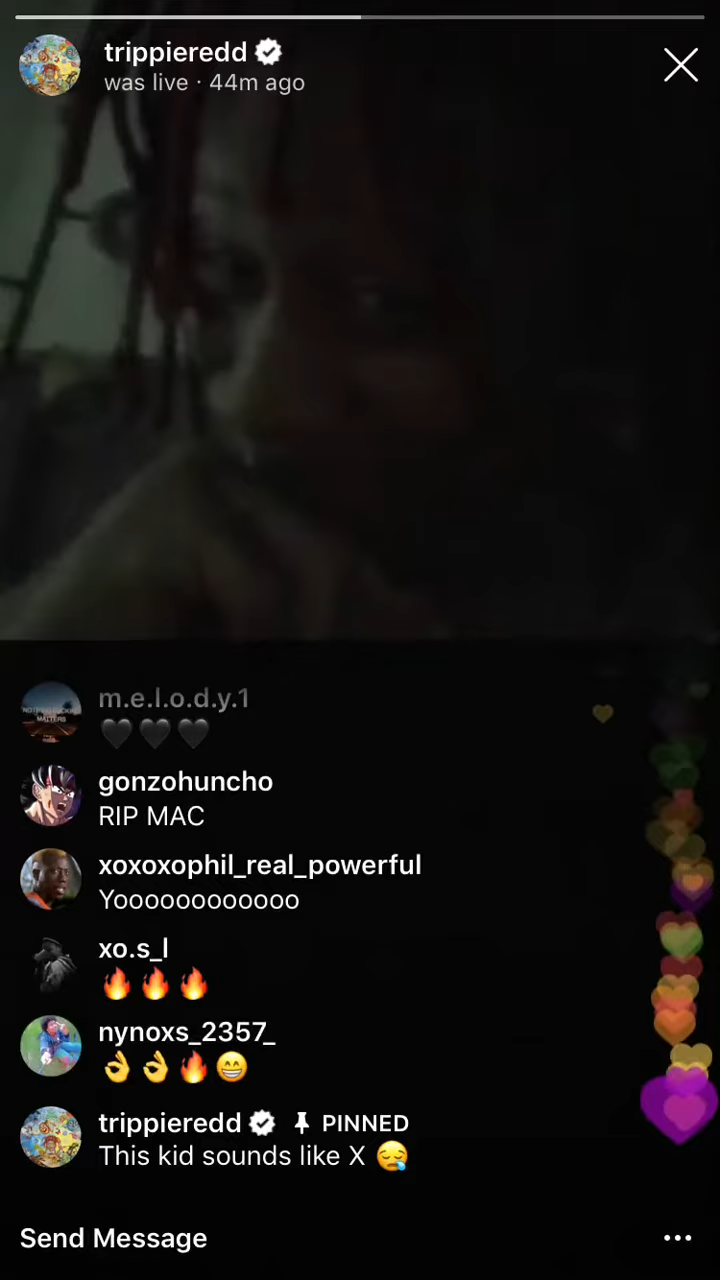 trippieredd
was live · 44m ago
m.e.l.o.d.y.1
🖤 🖤 🖤
gonzohuncho
RIP MAC
xoxoxophil_real_powerful
Yoooooooooooo
xo.s_l
🔥 🔥 🔥
nynoxs_2357_
👌 👌 🔥 😁
trippieredd PINNED
This kid sounds like X 😪
Send Message